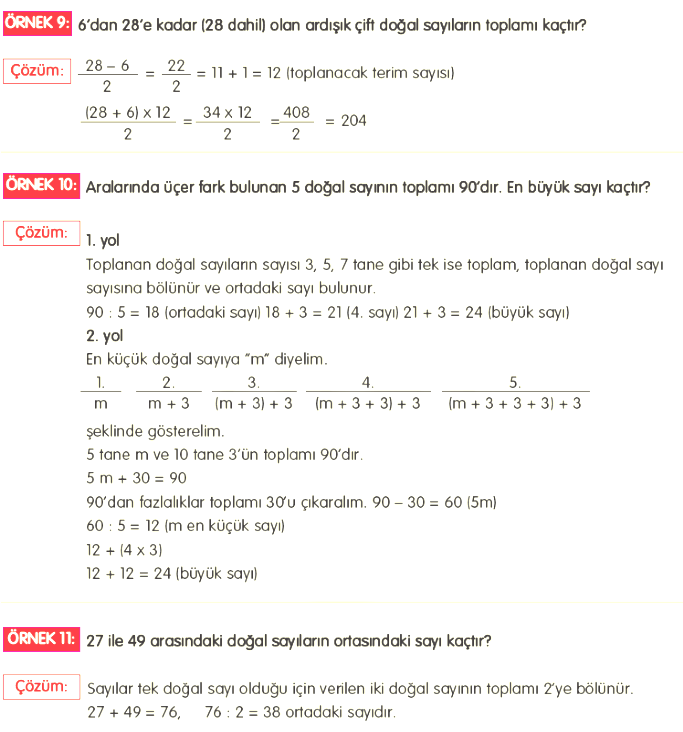 ÖRNEK 9: 6’dan 28’e kadar (28 dahil) olan ardışık çift doğal sayıların toplamı kaçtır?
Çözüm: 28 – 6 / 2 = 22 / 2 = 11 + 1 = 12 (toplanacak terim sayısı)
(28 + 6) x 12 / 2 = 34 x 12 / 2 = 408 / 2 = 204
ÖRNEK 10: Aralarında üçer fark bulunan 5 doğal sayının toplamı 90’dır. En büyük sayı kaçtır?
Çözüm:
1. yol
Toplanan doğal sayıların sayısı 3, 5, 7 tane gibi tek ise toplam, toplanan doğal sayı
sayısına bölünür ve ortadaki sayı bulunur.
90 : 5 = 18 (ortadaki sayı) 18 + 3 = 21 (4. sayı) 21 + 3 = 24 (büyük sayı)
2. yol
En küçük doğal sayıya “m” diyelim.
1. 2. 3. 4. 5.
m m + 3 (m + 3) + 3 (m + 3 + 3) + 3 (m + 3 + 3 + 3) + 3
şeklinde gösterelim.
5 tane m ve 10 tane 3’ün toplamı 90’dır.
5 m + 30 = 90
90’dan fazlalıklar toplamı 30’u çıkaralım. 90 – 30 = 60 (5m)
60 : 5 = 12 (m en küçük sayı)
12 + (4 x 3)
12 + 12 = 24 (büyük sayı)
ÖRNEK 11: 27 ile 49 arasındaki doğal sayıların ortasındaki sayı kaçtır?
Çözüm: Sayılar tek doğal sayı olduğu için verilen iki doğal sayının toplamı 2’ye bölünür.
27 + 49 = 76, 76 : 2 = 38 ortadaki sayıdır.